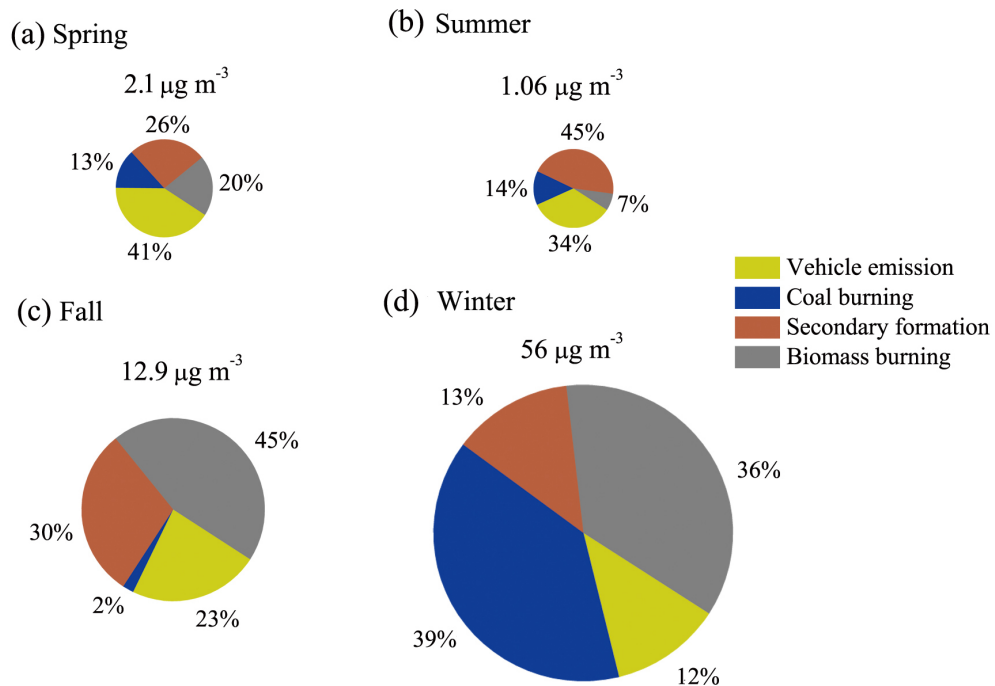 (a) Spring
2.1 µg m-3
26%
13%
20%
41%
(b) Summer
1.06 µg m-3
45%
14%
7%
34%
Vehicle emission
Coal burning
Secondary formation
Biomass burning
(c) Fall
12.9 µg m-3
45%
30%
2%
23%
(d) Winter
56 µg m-3
13%
36%
39%
12%